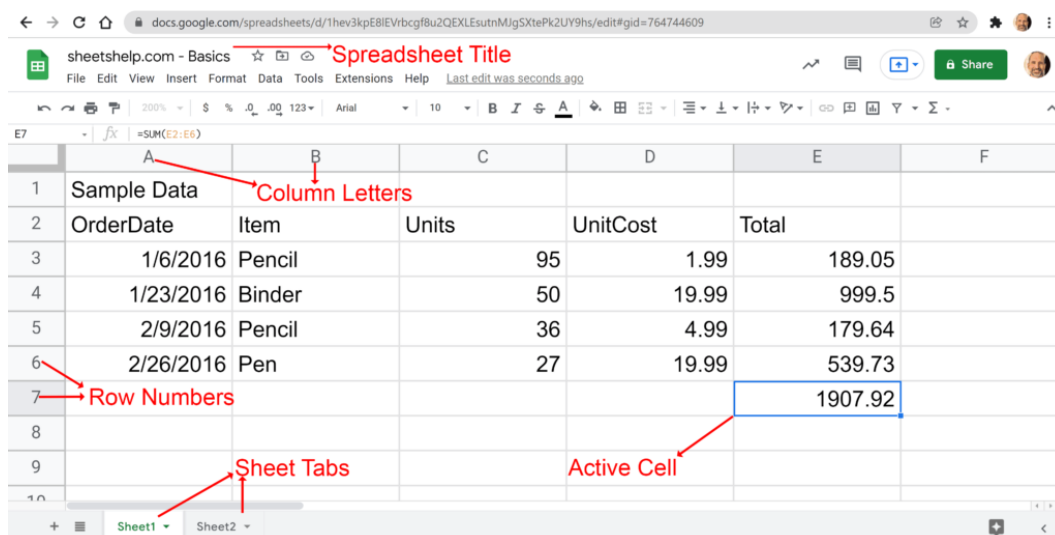 docs.google.com/spreadsheets/d/1hev3kpE8lEVrbcgf8u2QEXLEsutnMJgSXtePk2UY9hs/edit#gid=764744609
sheetshelp.com - Basics Spreadsheet Title
File Edit View Insert Format Data Tools Extensions Help Last edit was seconds ago
Share
200% $ % .0 .00 123 Arial 10 B I S A
E7 fx =SUM(E2:E6)
A B C D E F
1 Sample Data Column Letters
2 OrderDate Item Units UnitCost Total
3 1/6/2016 Pencil 95 1.99 189.05
4 1/23/2016 Binder 50 19.99 999.5
5 2/9/2016 Pencil 36 4.99 179.64
6 2/26/2016 Pen 27 19.99 539.73
7 Row Numbers 1907.92
8
9 Sheet Tabs Active Cell
10
+ Sheet1 Sheet2